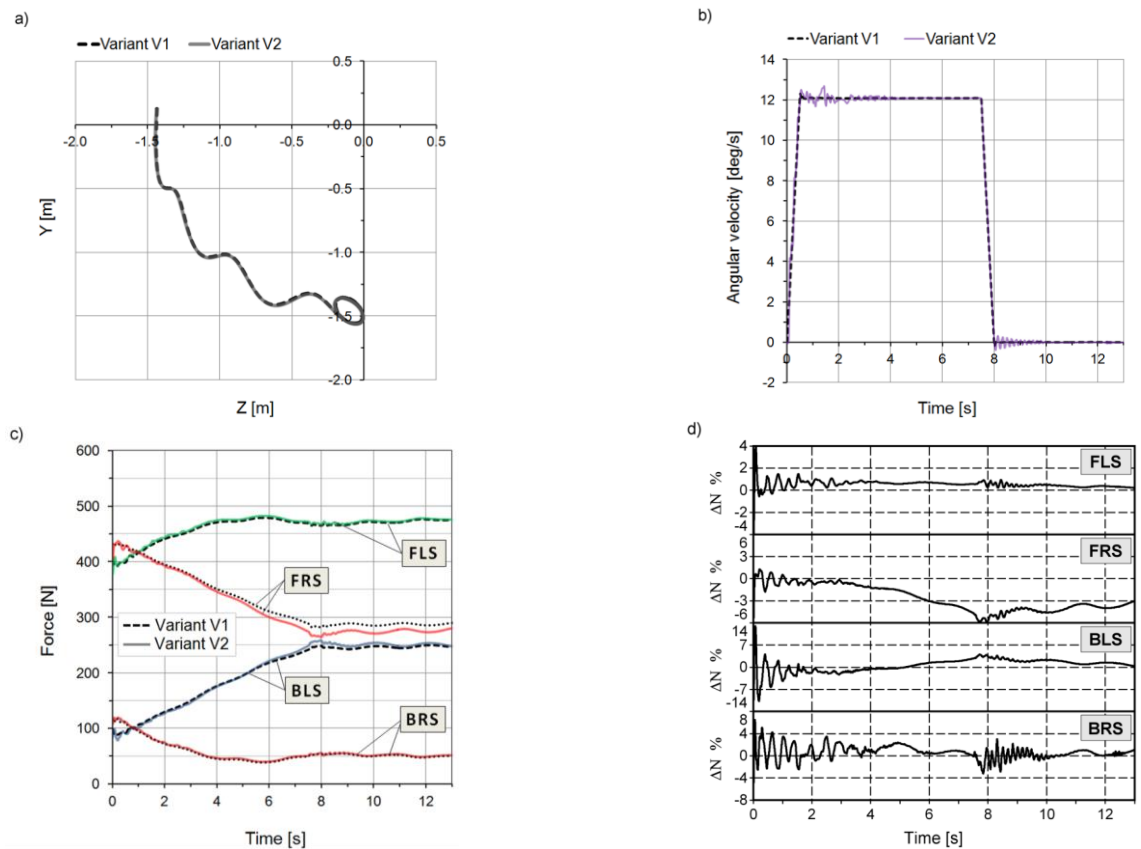 a)
Variant V1 Variant V2
0.5
0.0
-2.0 -1.5 -1.0 -0.5 0.0 0.5
-0.5
-1.0
-1.5
-2.0
Y [m]
Z [m]
b)
Variant V1 Variant V2
14
12
10
8
6
4
2
0
-2
0 2 4 6 8 10 12
Angular velocity [deg/s]
Time [s]
c)
600
500
400
300
200
100
0
0 2 4 6 8 10 12
Force [N]
FLS
FRS
Variant V1
Variant V2
BLS
BRS
Time [s]
d)
4
2
0
-2
4
ΔN %
FLS
6
3
0
-3
-6
ΔN %
FRS
14
7
0
-7
-14
ΔN %
BLS
8
4
0
-4
-8
ΔN %
BRS
0 2 4 6 8 10 12
Time [s]